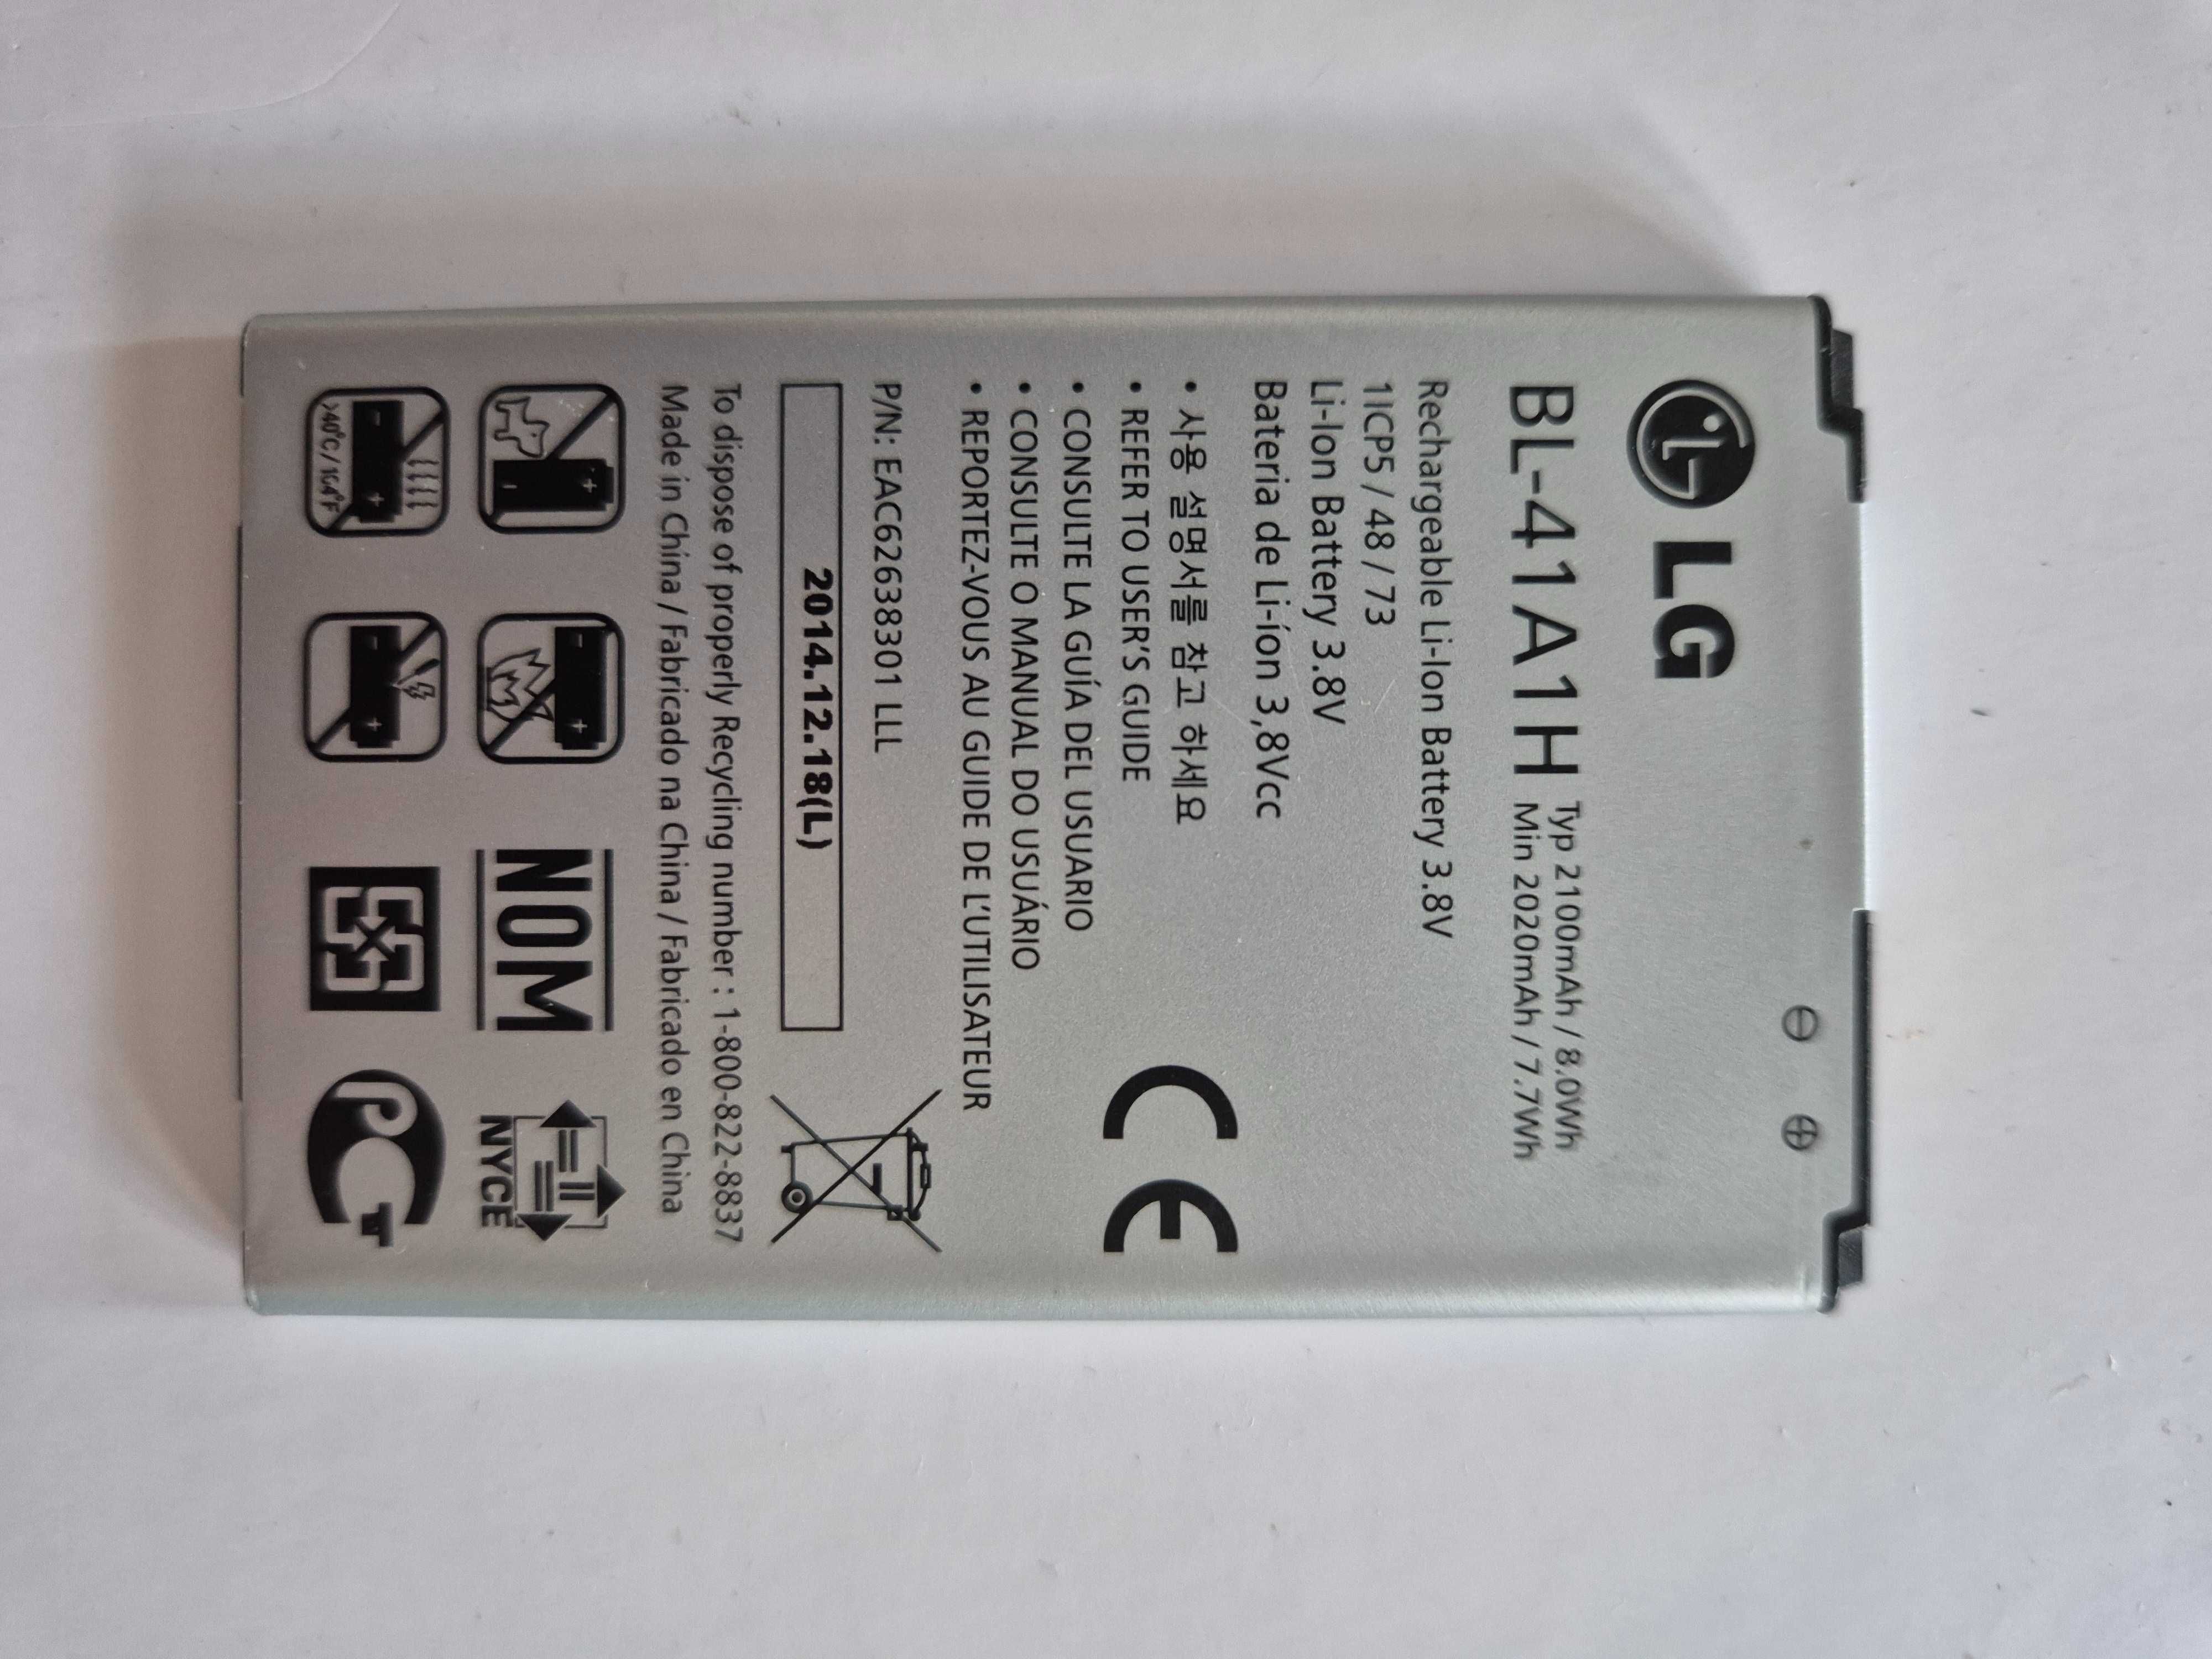 LG
BL-41A1H Typ 2100mAh / 8.0Wh
Min 2020mAh / 7.7Wh
Rechargeable Li-Ion Battery 3.8V
1ICP5 / 48 / 73
Li-Ion Battery 3.8V
Bateria de Li-íon 3,8Vcc
• 사용 설명서를 참고 하세요
• REFER TO USER'S GUIDE
• CONSULTE LA GUÍA DEL USUARIO
• CONSULTE O MANUAL DO USUÁRIO
• REPORTEZ-VOUS AU GUIDE DE L'UTILISATEUR
CE
P/N: EAC62638301 LLL
2014.12.18(L)
To dispose of properly Recycling number : 1-800-822-8837
Made in China / Fabricado na China / Fabricado en China
NOM
NYCE
>40°C/104°F
PCT